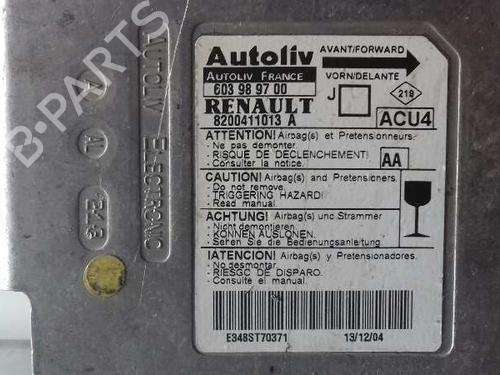 B-PARTS
AUTOLIV ELECTRONIC
Autoliv
AVANT/FORWARD
AUTOLIV FRANCE
VORN/DELANTE
603 98 97 00
RENAULT
J
219
8200411013 A
ACU4
ATTENTION! Airbag(s) et Pretensionneurs.
- Ne pas demonter.
- RISQUE DE DECLENCHEMENT!
- Consulter la notice.
AA
CAUTION! Airbag(s) and Pretensioners.
- Do not remove.
- TRIGGERING HAZARD!
- Read manual.
ACHTUNG! Airbag(s) und Strammer
- Nicht demontieren.
- KONNEN AUSLONSEN.
- Sehen Sie die Bedienungsanleitung.
!ATENCION! Airbag(s) y Pretensionadores.
- No desmontar.
- RIESGO DE DISPARO.
- Consulte el manual.
E348ST70371
13/12/04